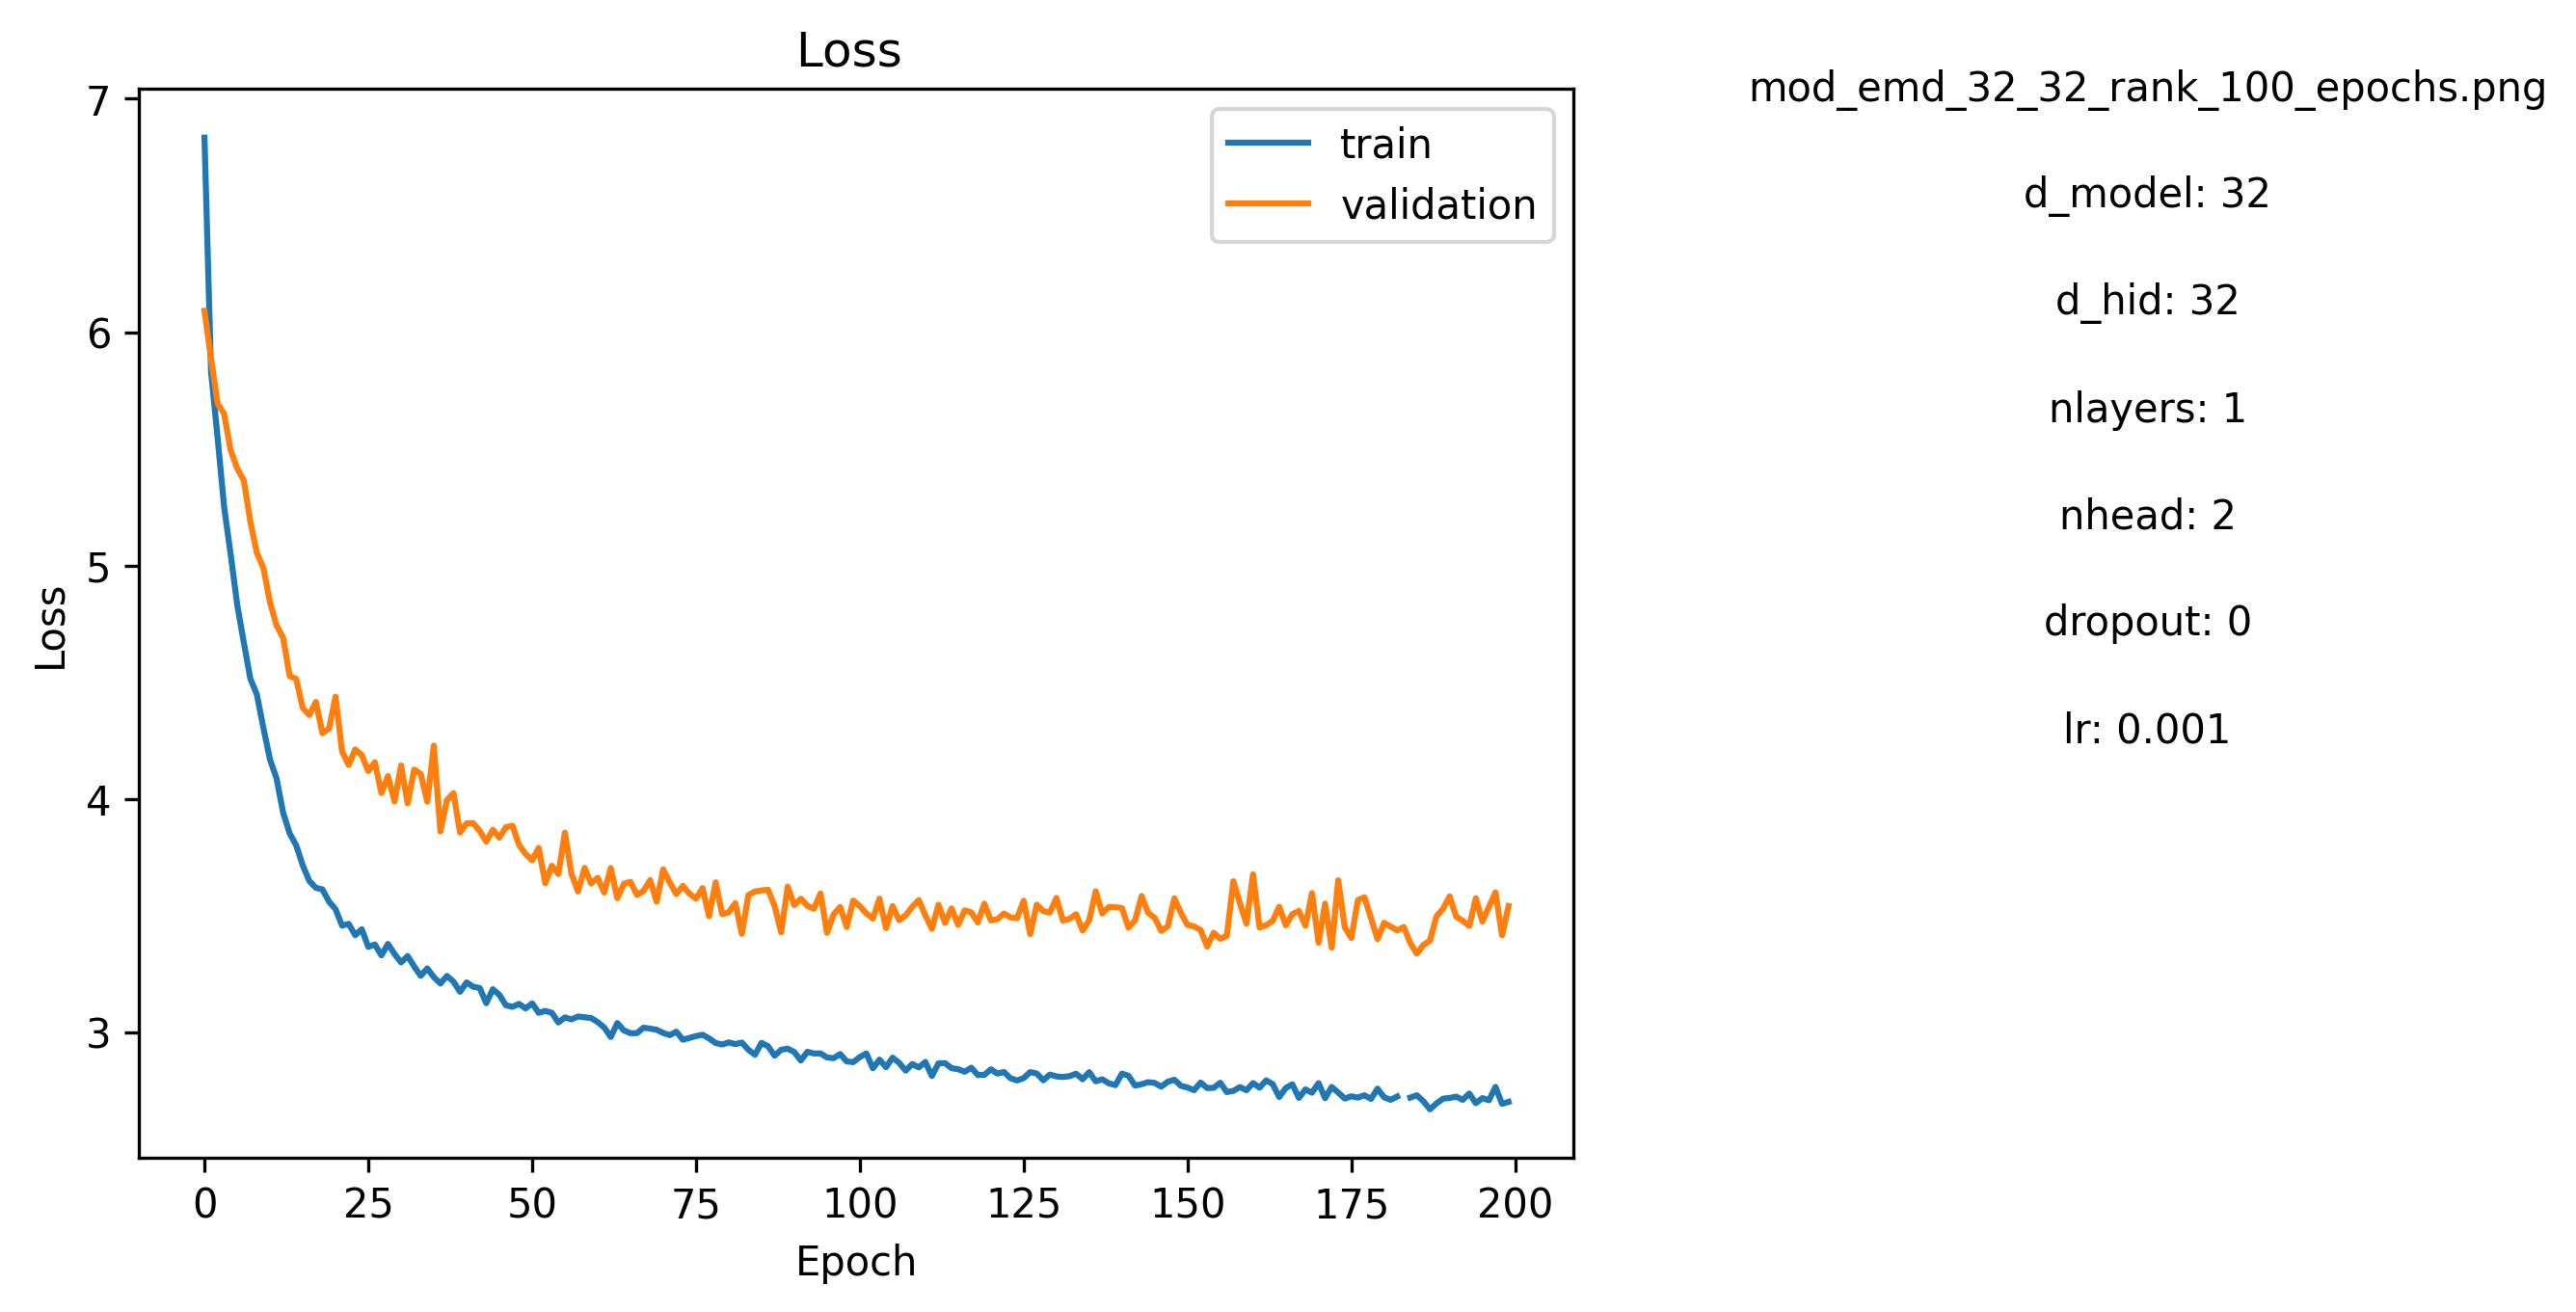 Loss
7
6
5
4
3
Loss
train
validation
0 25 50 75 100 125 150 175 200
Epoch
mod_emd_32_32_rank_100_epochs.png
d_model: 32
d_hid: 32
nlayers: 1
nhead: 2
dropout: 0
lr: 0.001